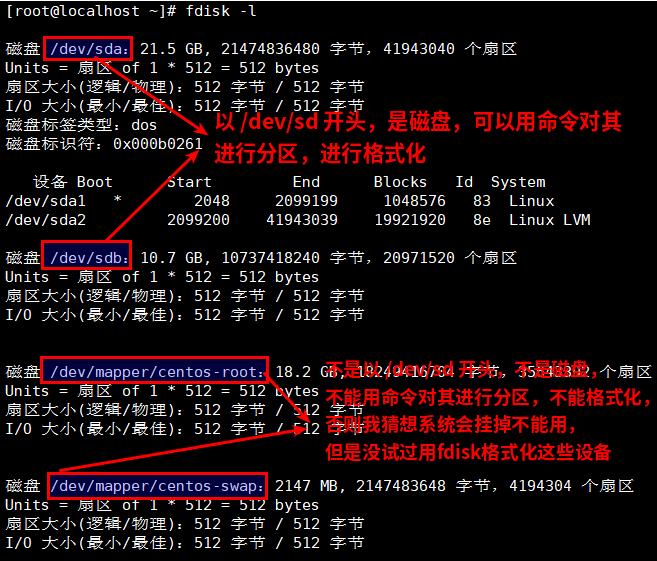 [root@localhost ~]# fdisk -l
磁盘 /dev/sda：21.5 GB, 21474836480 字节，41943040 个扇区
Units = 扇区 of 1 * 512 = 512 bytes
扇区大小(逻辑/物理)：512 字节 / 512 字节
I/O 大小(最小/最佳)：512 字节 / 512 字节
磁盘标签类型：dos
磁盘标识符：0x000b0261
以 /dev/sd 开头，是磁盘，可以用命令对其
进行分区，进行格式化
设备 Boot Start End Blocks Id System
/dev/sda1 * 2048 2099199 1048576 83 Linux
/dev/sda2 2099200 41943039 19921920 8e Linux LVM
磁盘 /dev/sdb：10.7 GB, 10737418240 字节，20971520 个扇区
Units = 扇区 of 1 * 512 = 512 bytes
扇区大小(逻辑/物理)：512 字节 / 512 字节
I/O 大小(最小/最佳)：512 字节 / 512 字节
磁盘 /dev/mapper/centos-root：18.2 GB, 字节， 个扇区
Units = 扇区 of 1 * 512 = 512 bytes
扇区大小(逻辑/物理)：512 字节 / 512 字节
I/O 大小(最小/最佳)：512 字节 / 512 字节
不是以 /dev/sd 开头，不是磁盘，
不能用命令对其进行分区，不能格式化，
否则我猜想系统会挂掉不能用，
但是没试过用fdisk格式化这些设备
磁盘 /dev/mapper/centos-swap：2147 MB, 2147483648 字节，4194304 个扇区
Units = 扇区 of 1 * 512 = 512 bytes
扇区大小(逻辑/物理)：512 字节 / 512 字节
I/O 大小(最小/最佳)：512 字节 / 512 字节